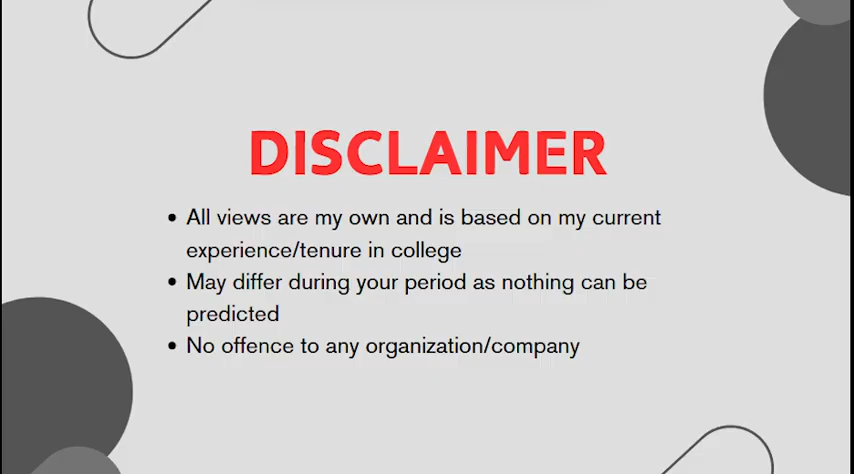 DISCLAIMER
• All views are my own and is based on my current
experience/tenure in college
• May differ during your period as nothing can be
predicted
• No offence to any organization/company